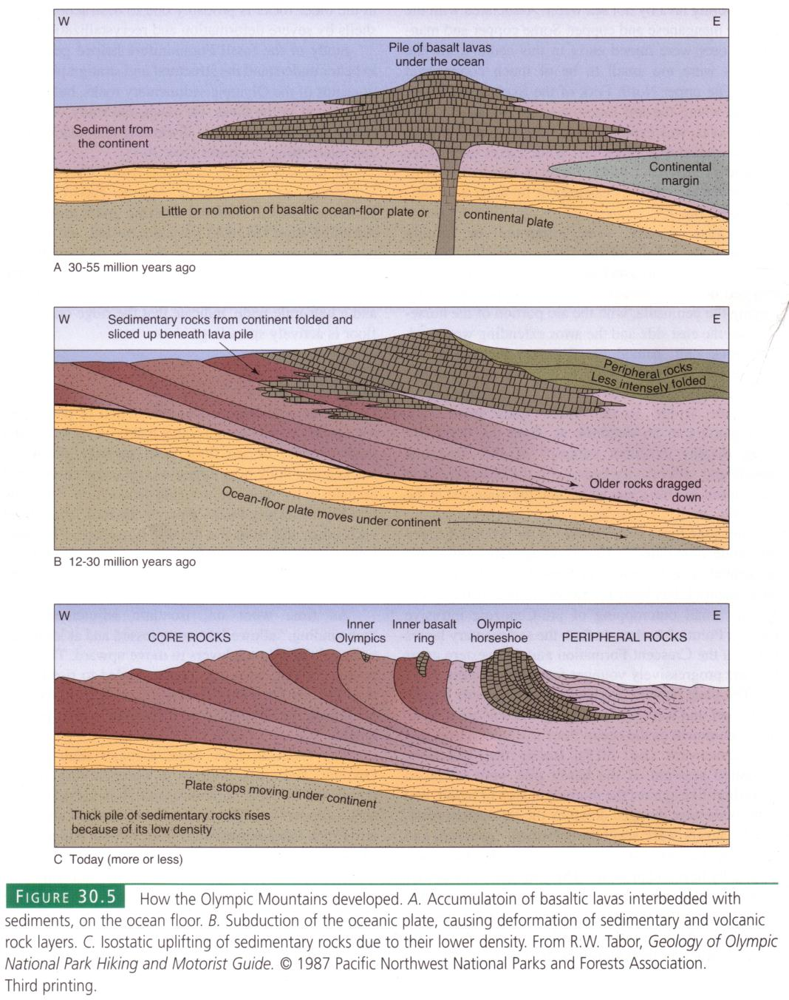 W
E
Pile of basalt lavas
under the ocean
Sediment from
the continent
Continental
margin
Little or no motion of basaltic ocean-floor plate or continental plate
A 30-55 million years ago
W
E
Sedimentary rocks from continent folded and
sliced up beneath lava pile
Peripheral rocks
Less intensely folded
Older rocks dragged
down
Ocean-floor plate moves under continent
B 12-30 million years ago
W
E
CORE ROCKS
Inner
Olympics
Inner basalt
ring
Olympic
horseshoe
PERIPHERAL ROCKS
Plate stops moving under continent
Thick pile of sedimentary rocks rises
because of its low density
C Today (more or less)
FIGURE 30.5 How the Olympic Mountains developed. A. Accumulatoin of basaltic lavas interbedded with
sediments, on the ocean floor. B. Subduction of the oceanic plate, causing deformation of sedimentary and volcanic
rock layers. C. Isostatic uplifting of sedimentary rocks due to their lower density. From R.W. Tabor, Geology of Olympic
National Park Hiking and Motorist Guide. © 1987 Pacific Northwest National Parks and Forests Association.
Third printing.